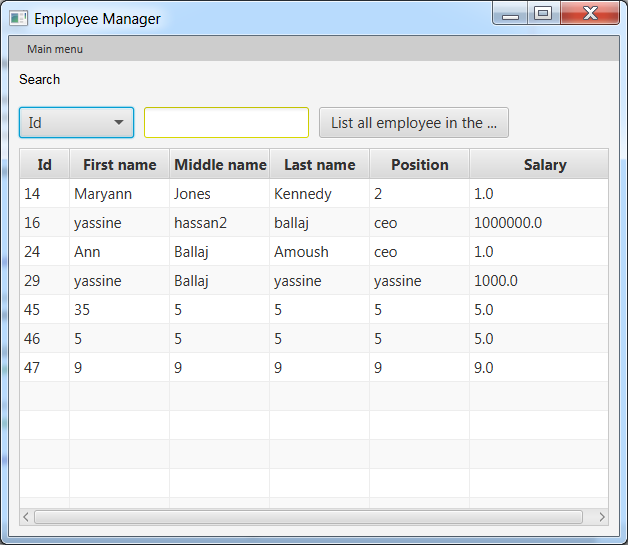 Employee Manager
Main menu
Search
Id List all employee in the ...
Id First name Middle name Last name Position Salary
14 Maryann Jones Kennedy 2 1.0
16 yassine hassan2 ballaj ceo 1000000.0
24 Ann Ballaj Amoush ceo 1.0
29 yassine Ballaj yassine yassine 1000.0
45 35 5 5 5 5.0
46 5 5 5 5 5.0
47 9 9 9 9 9.0